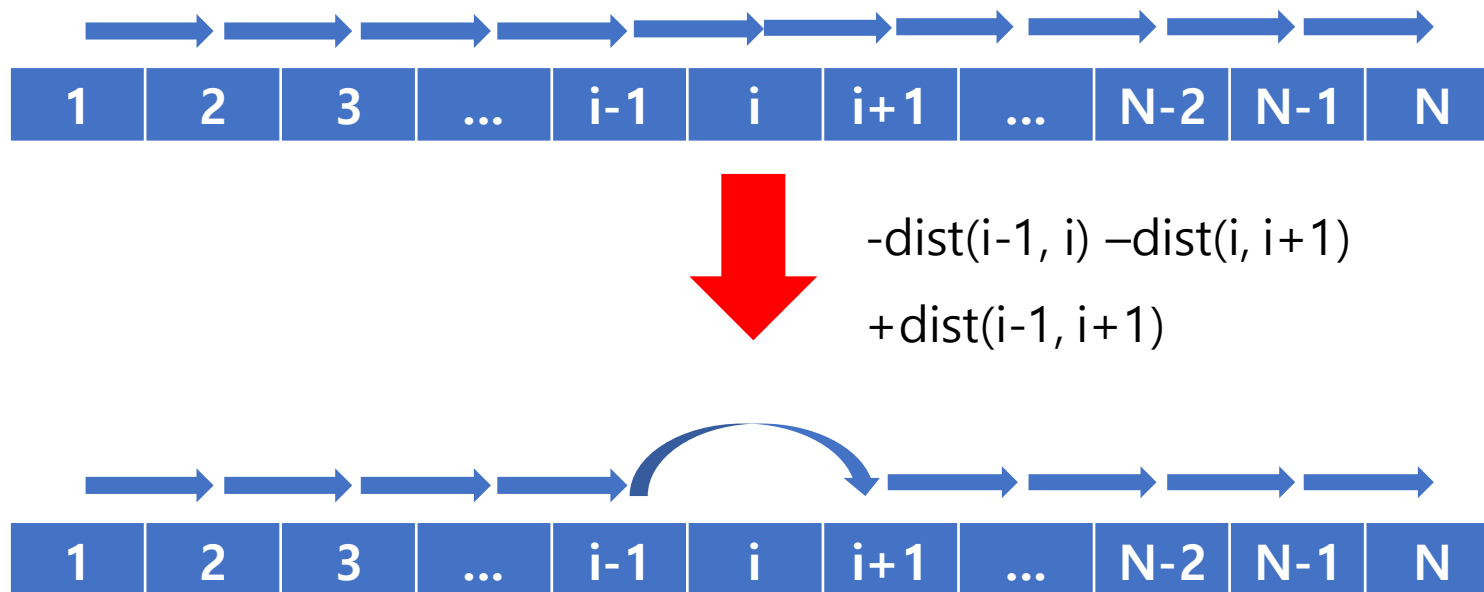 1 2 3 ... i-1 i i+1 ... N-2 N-1 N
-dist(i-1, i) –dist(i, i+1)
+dist(i-1, i+1)
1 2 3 ... i-1 i i+1 ... N-2 N-1 N